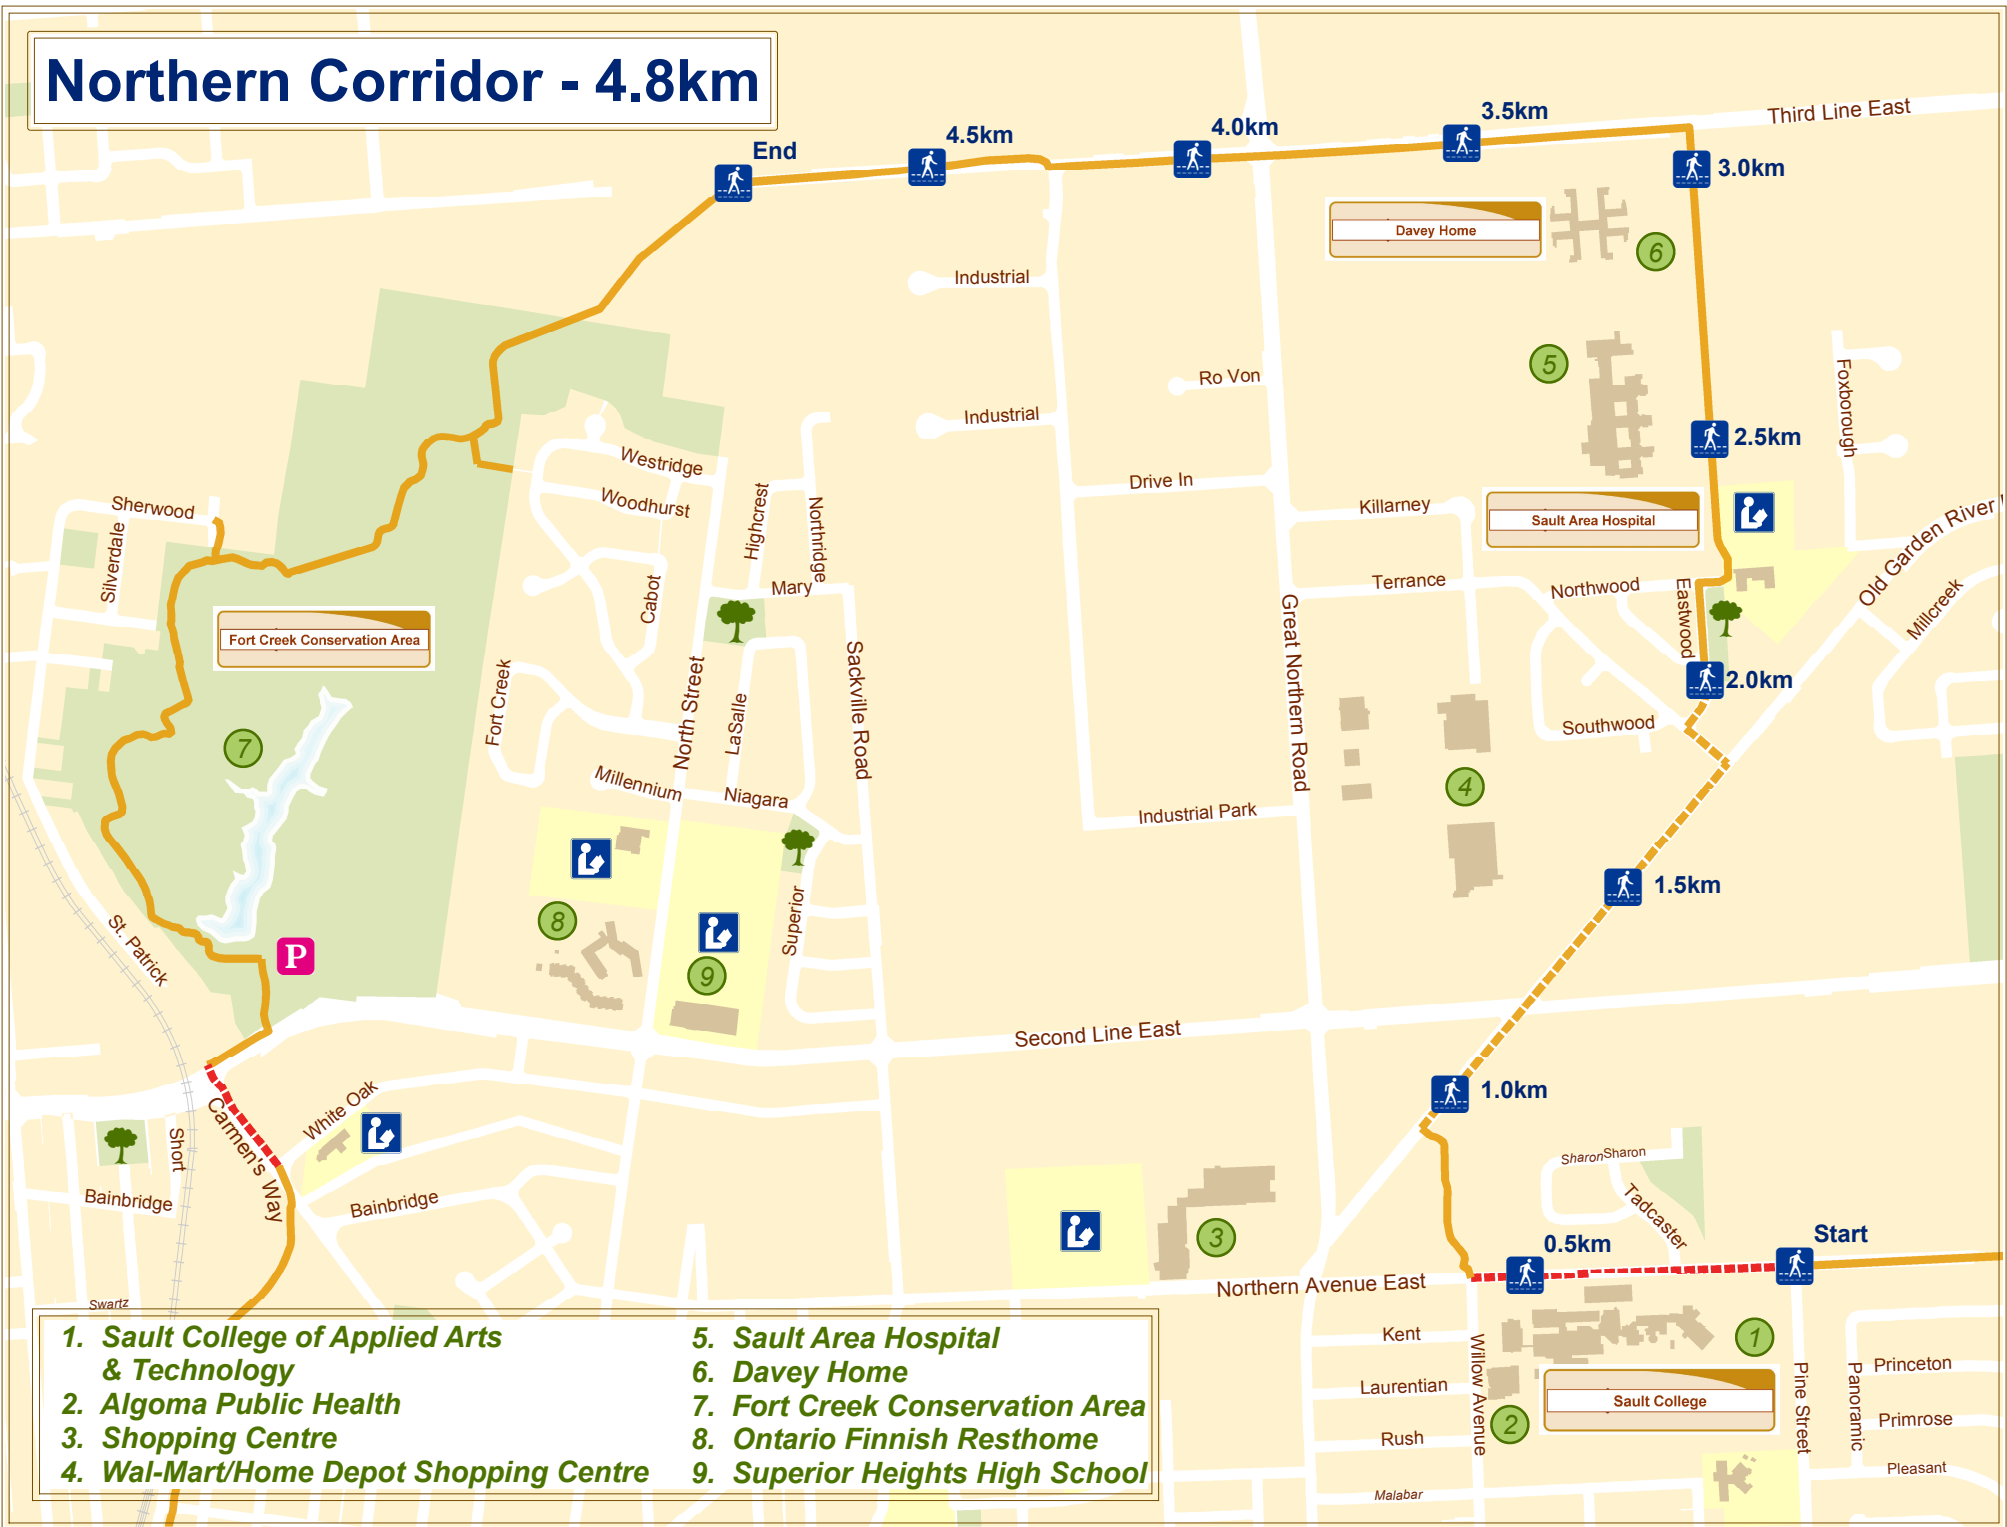 Northern Corridor - 4.8km
Third Line East
End
4.5km
4.0km
3.5km
3.0km
Davey Home
6
Industrial
5
Foxborough
Ro Von
Industrial
2.5km
Westridge
Woodhurst
Highcrest
Northridge
Drive In
Killarney
Sault Area Hospital
Old Garden River
Sherwood
Silverdale
Cabot
Mary
Terrance
Northwood
Eastwood
Millcreek
Fort Creek Conservation Area
Great Northern Road
Sackville Road
North Street
Fort Creek
LaSalle
2.0km
Southwood
7
Millennium
Niagara
Industrial Park
4
1.5km
8
Superior
9
St. Patrick
P
Second Line East
1.0km
White Oak
Carmen's Way
Short
Bainbridge
Bainbridge
Sharon
Sharon
Tadcaster
3
0.5km
Start
Northern Avenue East
Swartz
Kent
Willow Avenue
1
Laurentian
Sault College
Pine Street
Panoramic
Princeton
2
Primrose
Rush
Pleasant
Malabar
1. Sault College of Applied Arts
& Technology
2. Algoma Public Health
3. Shopping Centre
4. Wal-Mart/Home Depot Shopping Centre
5. Sault Area Hospital
6. Davey Home
7. Fort Creek Conservation Area
8. Ontario Finnish Resthome
9. Superior Heights High School